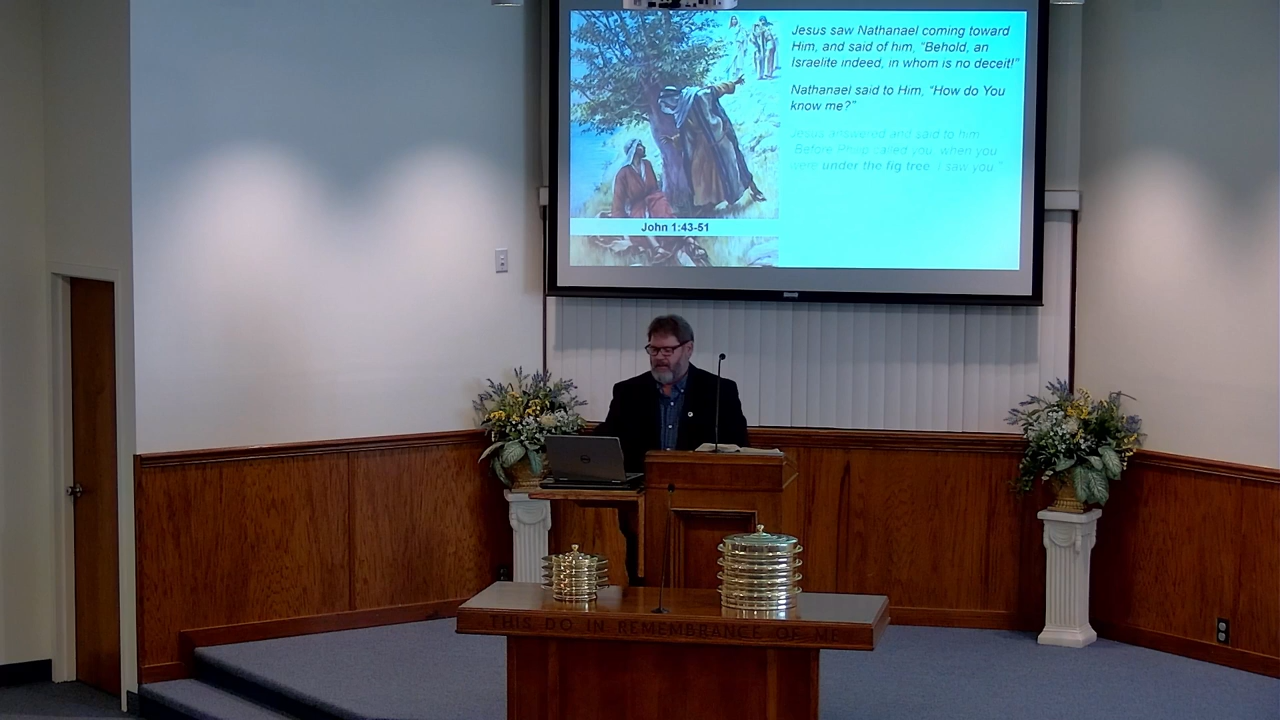 Jesus saw Nathanael coming toward
Him, and said of him, “Behold, an
Israelite indeed, in whom is no deceit!”
Nathanael said to Him, “How do You
know me?”
Jesus answered and said to him,
“Before Philip called you, when you
were under the fig tree, I saw you.”
John 1:43-51
THIS DO IN REMEMBRANCE OF ME